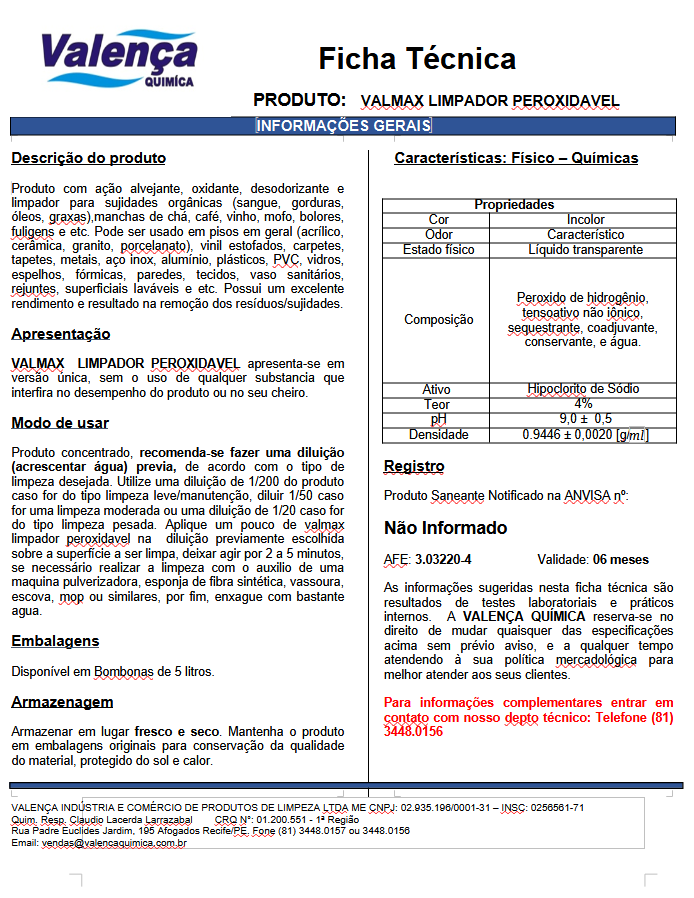 Valença
QUIMÍCA
Ficha Técnica
PRODUTO: VALMAX LIMPADOR PEROXIDAVEL
INFORMAÇÕES GERAIS
Descrição do produto
Produto com ação alvejante, oxidante, desodorizante e
limpador para sujidades orgânicas (sangue, gorduras,
óleos, graxas),manchas de chá, café, vinho, mofo, bolores,
fuligens e etc. Pode ser usado em pisos em geral (acrílico,
cerâmica, granito, porcelanato), vinil estofados, carpetes,
tapetes, metais, aço inox, alumínio, plásticos, PVC, vidros,
espelhos, fórmicas, paredes, tecidos, vaso sanitários,
rejuntes, superficiais laváveis e etc. Possui um excelente
rendimento e resultado na remoção dos resíduos/sujidades.
Apresentação
VALMAX LIMPADOR PEROXIDAVEL apresenta-se em
versão única, sem o uso de qualquer substancia que
interfira no desempenho do produto ou no seu cheiro.
Modo de usar
Produto concentrado, recomenda-se fazer uma diluição
(acrescentar água) previa, de acordo com o tipo de
limpeza desejada. Utilize uma diluição de 1/200 do produto
caso for do tipo limpeza leve/manutenção, diluir 1/50 caso
for uma limpeza moderada ou uma diluição de 1/20 caso for
do tipo limpeza pesada. Aplique um pouco de valmax
limpador peroxidavel na diluição previamente escolhida
sobre a superfície a ser limpa, deixar agir por 2 a 5 minutos,
se necessário realizar a limpeza com o auxilio de uma
maquina pulverizadora, esponja de fibra sintética, vassoura,
escova, mop ou similares, por fim, enxague com bastante
agua.
Embalagens
Disponível em Bombonas de 5 litros.
Armazenagem
Armazenar em lugar fresco e seco. Mantenha o produto
em embalagens originais para conservação da qualidade
do material, protegido do sol e calor.
Características: Físico – Químicas
Propriedades
Cor Incolor
Odor Característico
Estado físico Líquido transparente
Composição Peroxido de hidrogênio,
tensoativo não iônico,
sequestrante, coadjuvante,
conservante, e água.
Ativo Hipoclorito de Sódio
Teor 4%
pH 9,0 ± 0,5
Densidade 0.9446 ± 0,0020 [g/ml]
Registro
Produto Saneante Notificado na ANVISA nº:
Não Informado
AFE: 3.03220-4 Validade: 06 meses
As informações sugeridas nesta ficha técnica são
resultados de testes laboratoriais e práticos
internos. A VALENÇA QUÍMICA reserva-se no
direito de mudar quaisquer das especificações
acima sem prévio aviso, e a qualquer tempo
atendendo à sua política mercadológica para
melhor atender aos seus clientes.
Para informações complementares entrar em
contato com nosso depto técnico: Telefone (81)
3448.0156
VALENÇA INDÚSTRIA E COMÉRCIO DE PRODUTOS DE LIMPEZA LTDA ME CNPJ: 02.935.196/0001-31 – INSC: 0256561-71
Quim. Resp. Claudio Lacerda Larrazabal CRQ N°: 01.200.551 - 1ª Região
Rua Padre Euclides Jardim, 195 Afogados Recife/PE. Fone (81) 3448.0157 ou 3448.0156
Email: vendas@valencaquimica.com.br